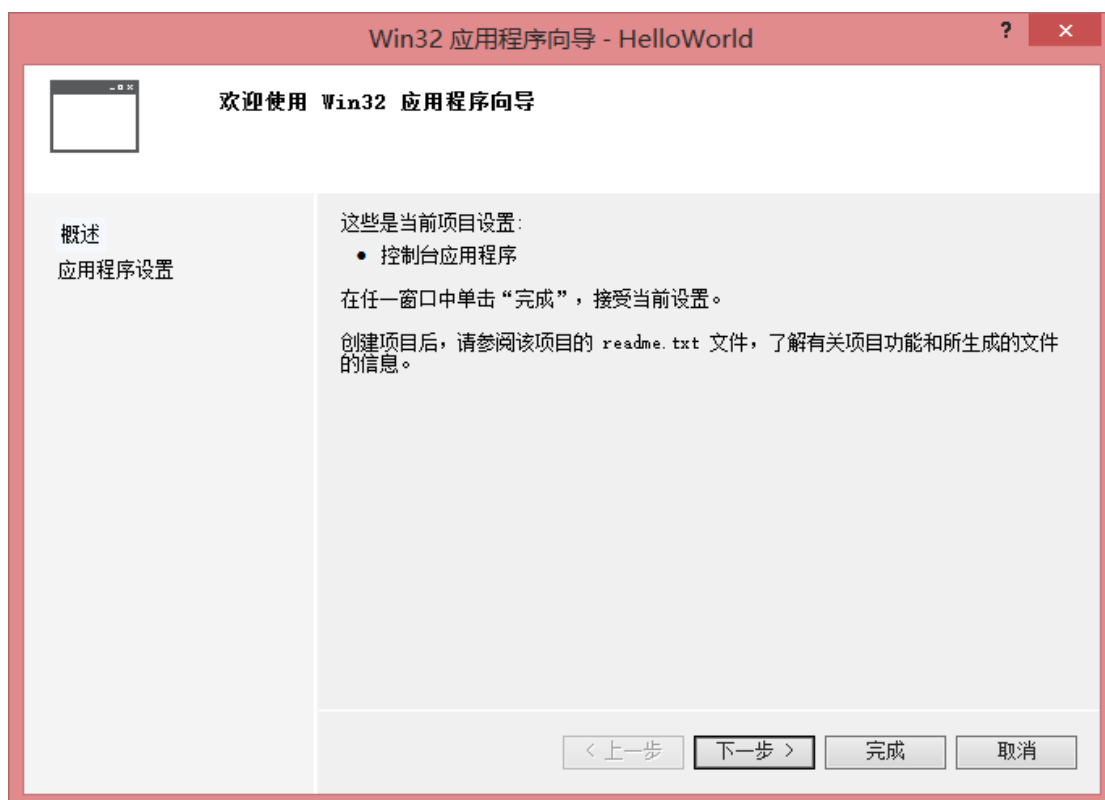 Win32 应用程序向导 - HelloWorld
? ×
欢迎使用 Win32 应用程序向导
概述
应用程序设置
这些是当前项目设置:
• 控制台应用程序
在任一窗口中单击“完成”，接受当前设置。
创建项目后，请参阅该项目的 readme.txt 文件，了解有关项目功能和所生成的文件
的信息。
< 上一步 下一步 > 完成 取消